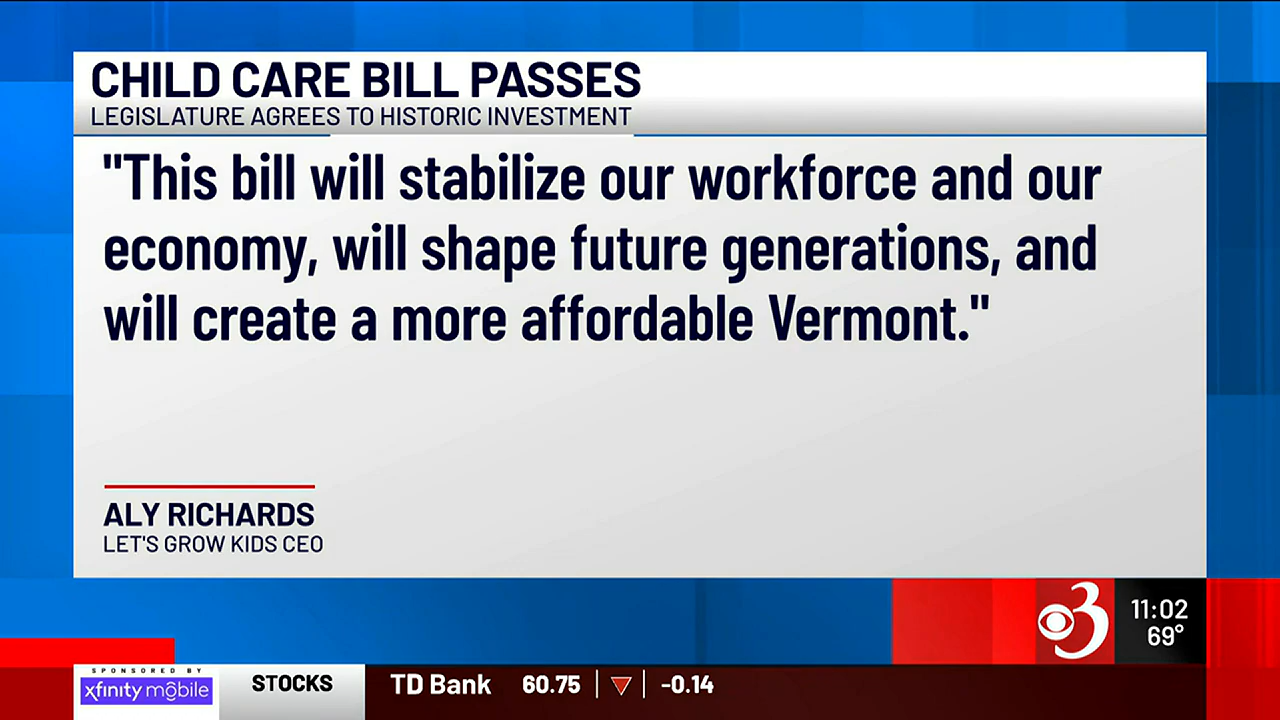 CHILD CARE BILL PASSES
LEGISLATURE AGREES TO HISTORIC INVESTMENT
"This bill will stabilize our workforce and our
economy, will shape future generations, and
will create a more affordable Vermont."
ALY RICHARDS
LET'S GROW KIDS CEO
3
11:02
69°
SPONSORED BY
xfinity mobile
STOCKS
TD Bank 60.75 -0.14